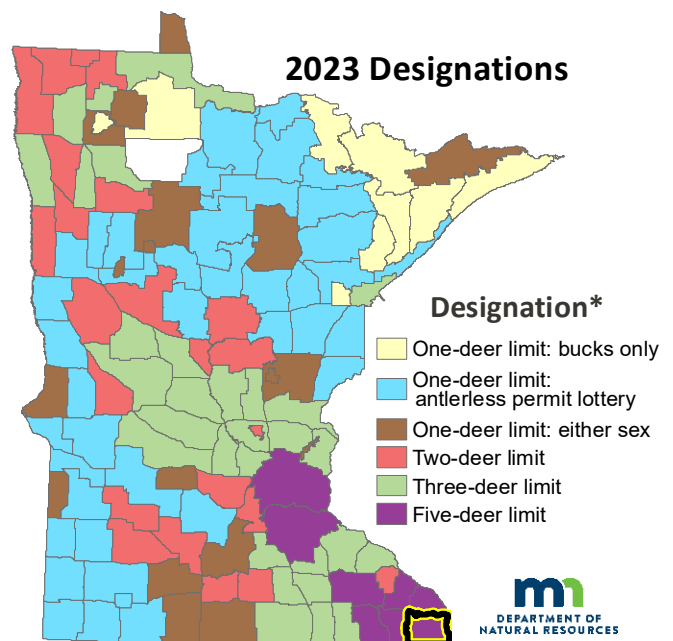 2023 Designations
Designation*
One-deer limit: bucks only
One-deer limit:
antlerless permit lottery
One-deer limit: either sex
Two-deer limit
Three-deer limit
Five-deer limit
mn
DEPARTMENT OF
NATURAL RESOURCES